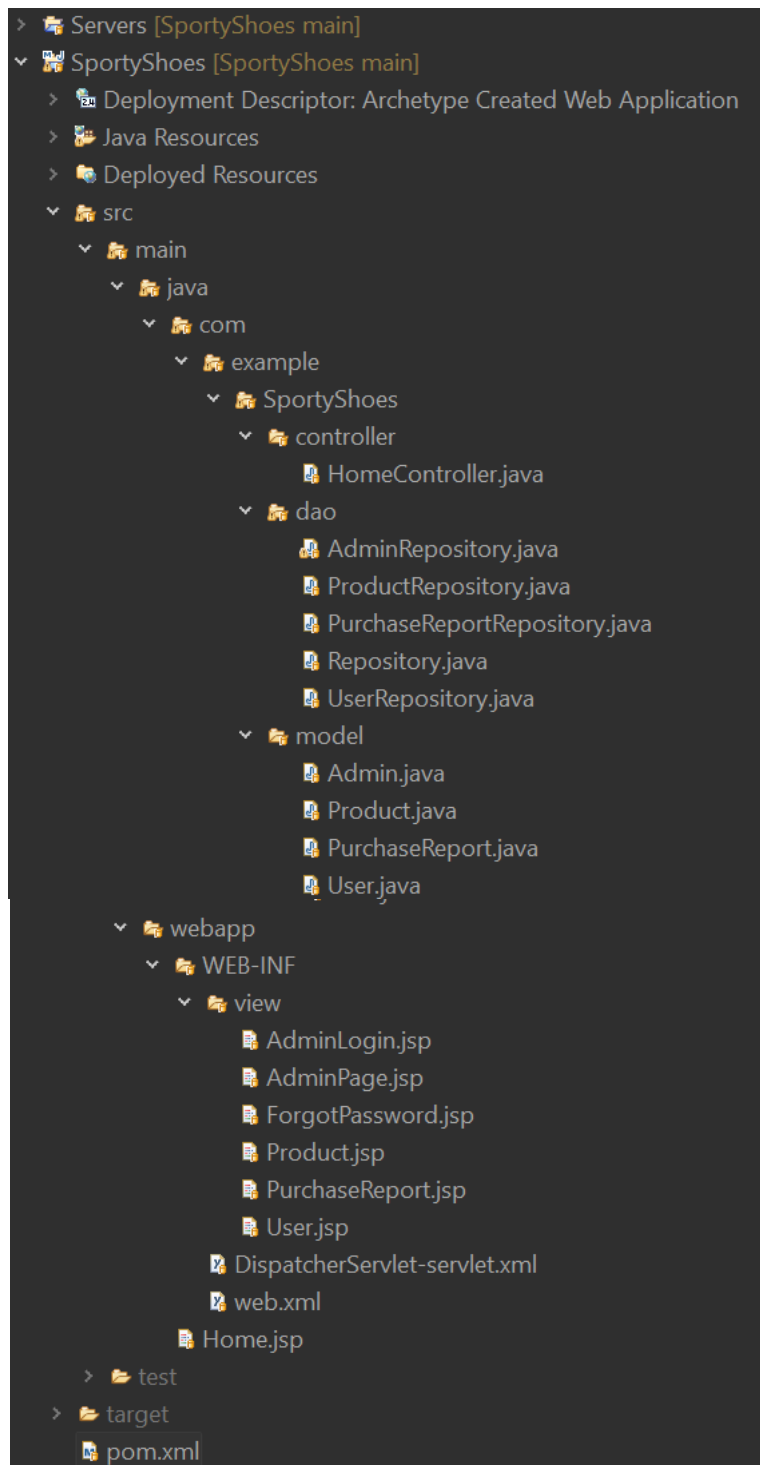 Servers [SportyShoes main]
SportyShoes [SportyShoes main]
Deployment Descriptor: Archetype Created Web Application
Java Resources
Deployed Resources
src
main
java
com
example
SportyShoes
controller
HomeController.java
dao
AdminRepository.java
ProductRepository.java
PurchaseReportRepository.java
Repository.java
UserRepository.java
model
Admin.java
Product.java
PurchaseReport.java
User.java
webapp
WEB-INF
view
AdminLogin.jsp
AdminPage.jsp
ForgotPassword.jsp
Product.jsp
PurchaseReport.jsp
User.jsp
DispatcherServlet-servlet.xml
web.xml
Home.jsp
test
target
pom.xml